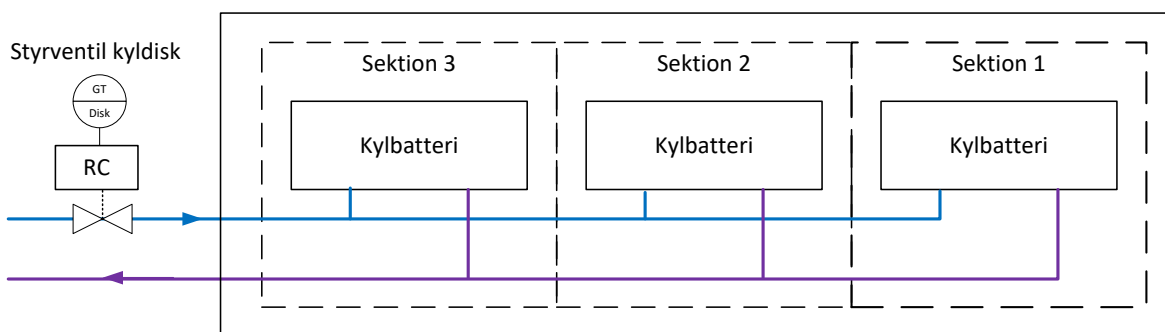 Styrventil kyldisk
GT
Disk
RC
Sektion 3
Kylbatteri
Sektion 2
Kylbatteri
Sektion 1
Kylbatteri